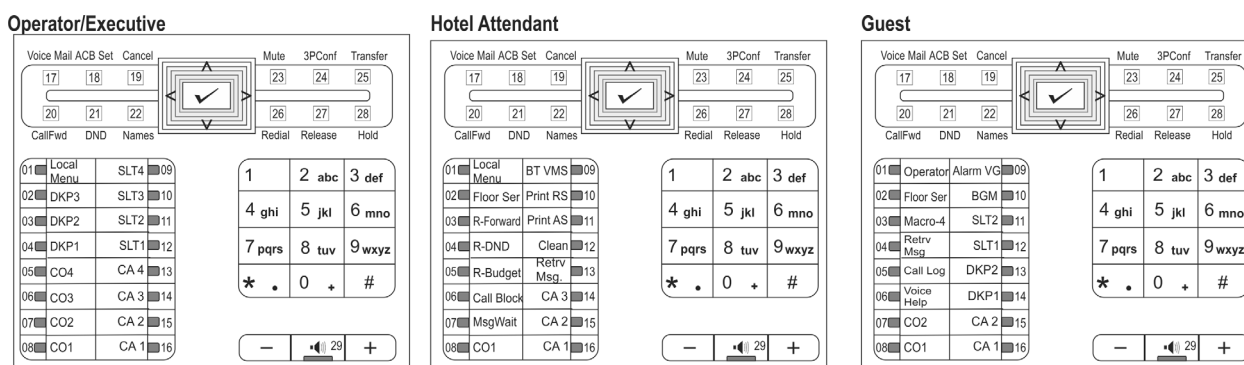 Operator/Executive
Voice Mail ACB Set Cancel Mute 3PConf Transfer
17 18 19 23 24 25
20 21 22 26 27 28
CallFwd DND Names Redial Release Hold
01 Local Menu SLT4 09
02 DKP3 SLT3 10
03 DKP2 SLT2 11
04 DKP1 SLT1 12
05 CO4 CA 4 13
06 CO3 CA 3 14
07 CO2 CA 2 15
08 CO1 CA 1 16
1 2 abc 3 def
4 ghi 5 jkl 6 mno
7 pqrs 8 tuv 9 wxyz
* . 0 + #
– 29 +
Hotel Attendant
Voice Mail ACB Set Cancel Mute 3PConf Transfer
17 18 19 23 24 25
20 21 22 26 27 28
CallFwd DND Names Redial Release Hold
01 Local Menu BT VMS 09
02 Floor Ser Print RS 10
03 R-Forward Print AS 11
04 R-DND Clean 12
05 R-Budget Retrv Msg. 13
06 Call Block CA 3 14
07 MsgWait CA 2 15
08 CO1 CA 1 16
1 2 abc 3 def
4 ghi 5 jkl 6 mno
7 pqrs 8 tuv 9 wxyz
* . 0 + #
– 29 +
Guest
Voice Mail ACB Set Cancel Mute 3PConf Transfer
17 18 19 23 24 25
20 21 22 26 27 28
CallFwd DND Names Redial Release Hold
01 Operator Alarm VG 09
02 Floor Ser BGM 10
03 Macro-4 SLT2 11
04 Retrv Msg SLT1 12
05 Call Log DKP2 13
06 Voice Help DKP1 14
07 CO2 CA 2 15
08 CO1 CA 1 16
1 2 abc 3 def
4 ghi 5 jkl 6 mno
7 pqrs 8 tuv 9 wxyz
* . 0 + #
– 29 +